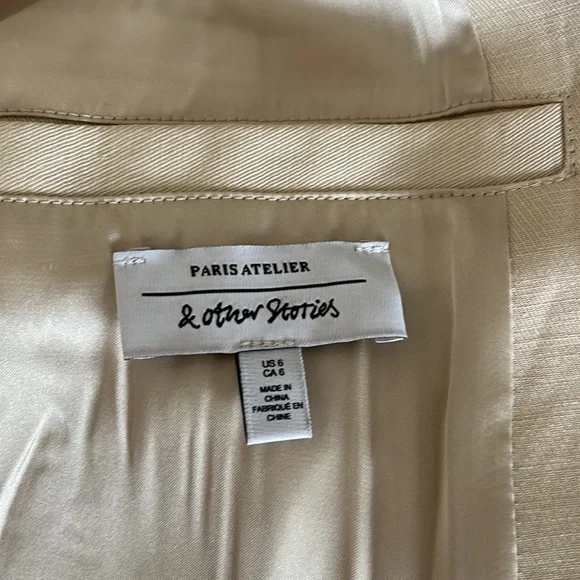 PARIS ATELIER
& other Stories
US 6
CA 6
MADE IN
CHINA
FABRIQUÉ EN
CHINE